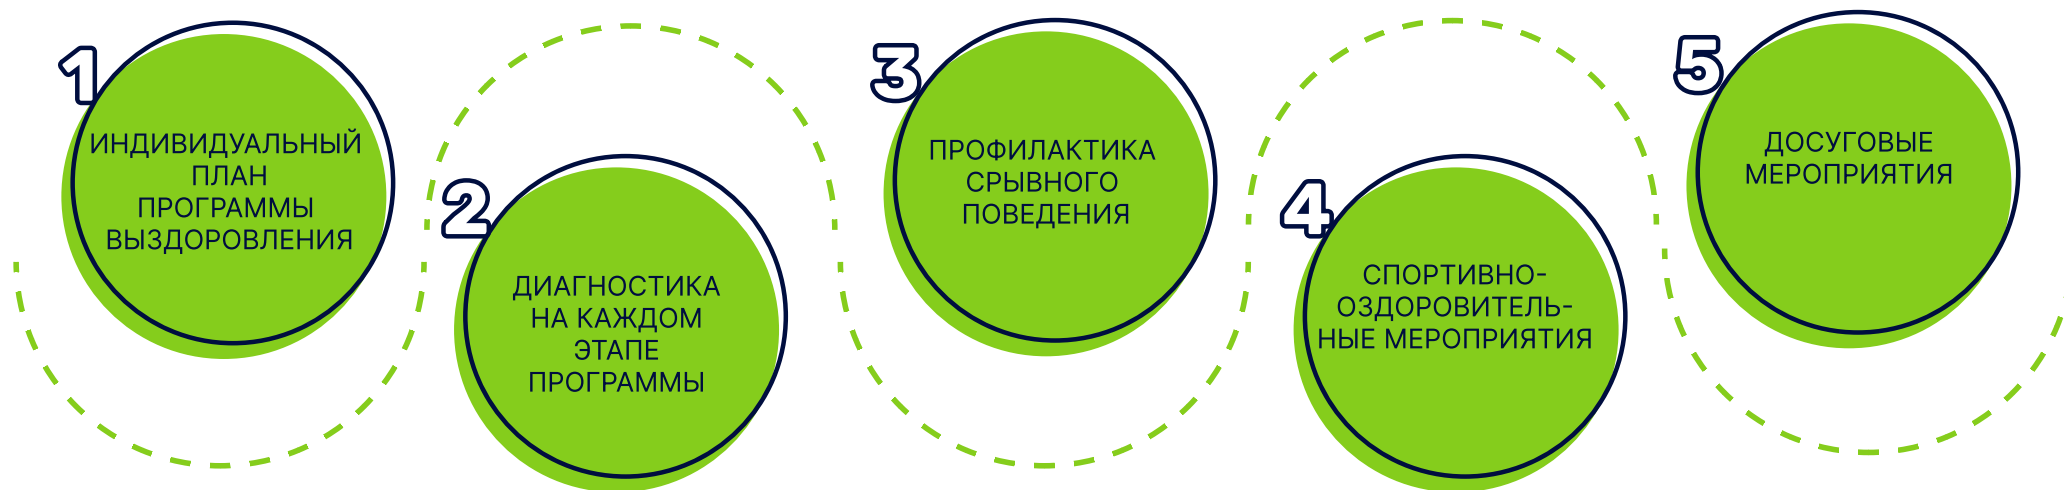 1
ИНДИВИДУАЛЬНЫЙ
ПЛАН
ПРОГРАММЫ
ВЫЗДОРОВЛЕНИЯ
2
ДИАГНОСТИКА
НА КАЖДОМ
ЭТАПЕ
ПРОГРАММЫ
3
ПРОФИЛАКТИКА
СРЫВНОГО
ПОВЕДЕНИЯ
4
СПОРТИВНО-
ОЗДОРОВИТЕЛЬ-
НЫЕ МЕРОПРИЯТИЯ
5
ДОСУГОВЫЕ
МЕРОПРИЯТИЯ